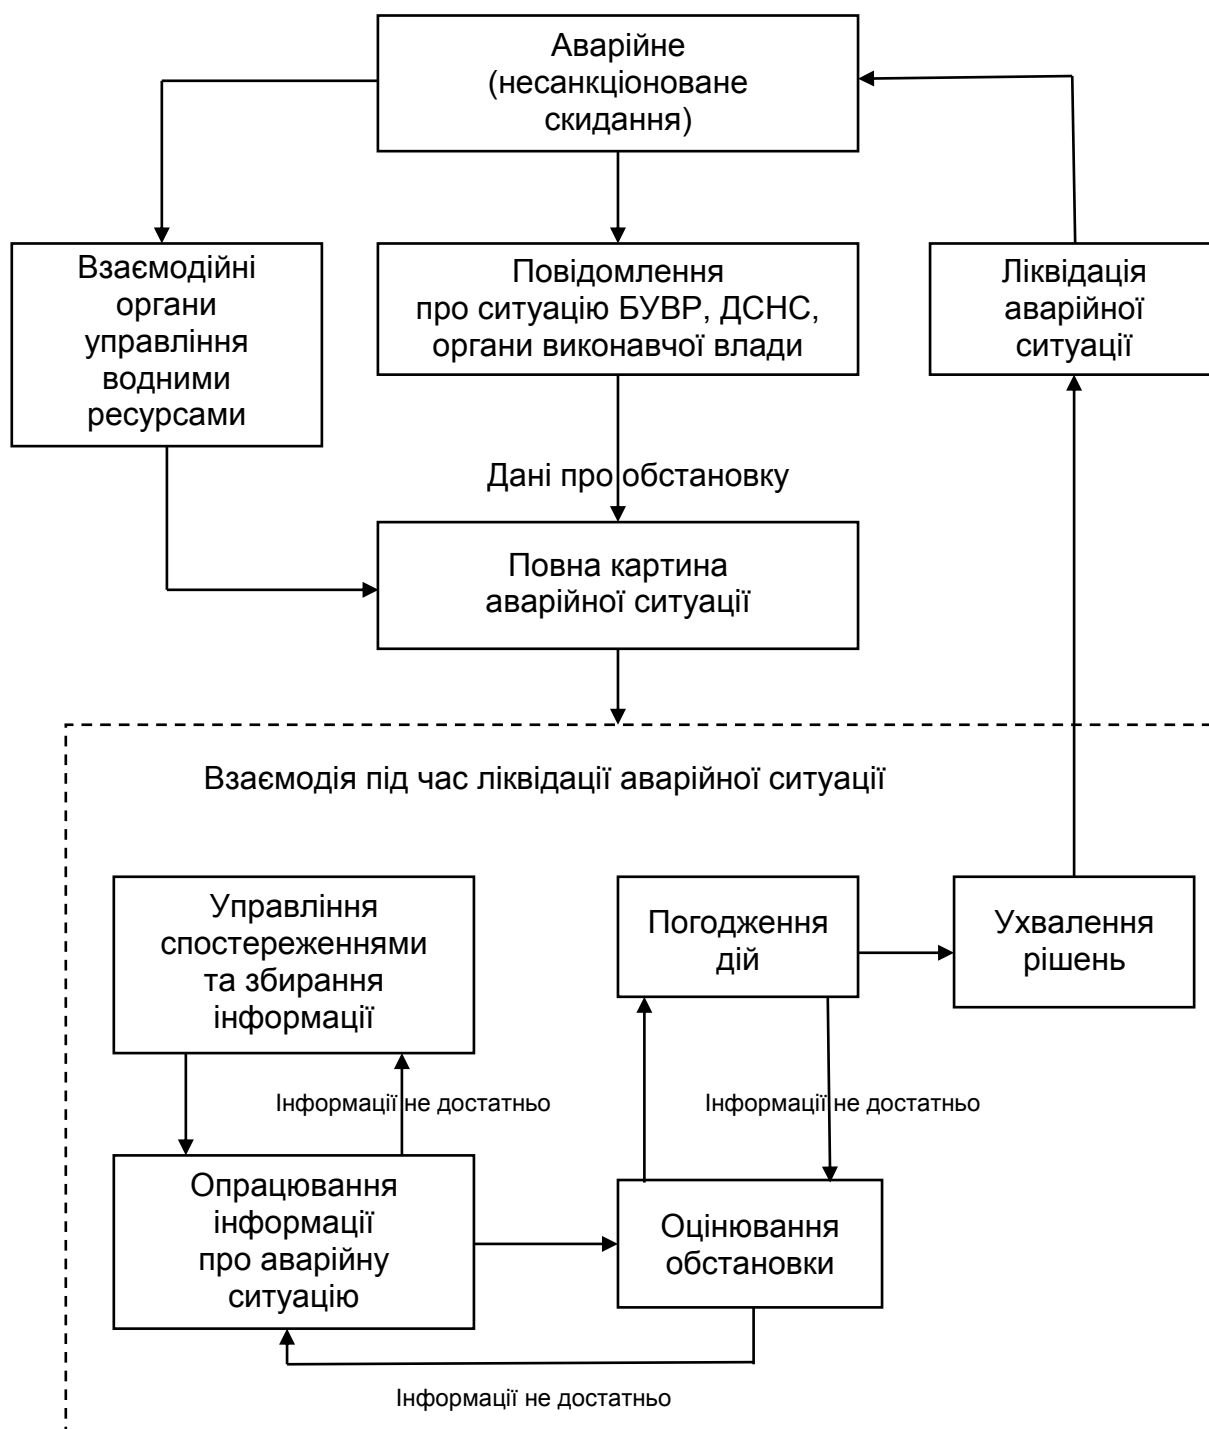 Аварійне
(несанкціоноване
скидання)
Взаємодійні
органи
управління
водними
ресурсами
Повідомлення
про ситуацію БУВР, ДСНС,
органи виконавчої влади
Ліквідація
аварійної
ситуації
Дані про обстановку
Повна картина
аварійної ситуації
Взаємодія під час ліквідації аварійної ситуації
Управління
спостереженнями
та збирання
інформації
Погодження
дій
Ухвалення
рішень
Інформації не достатньо
Інформації не достатньо
Опрацювання
інформації
про аварійну
ситуацію
Оцінювання
обстановки
Інформації не достатньо